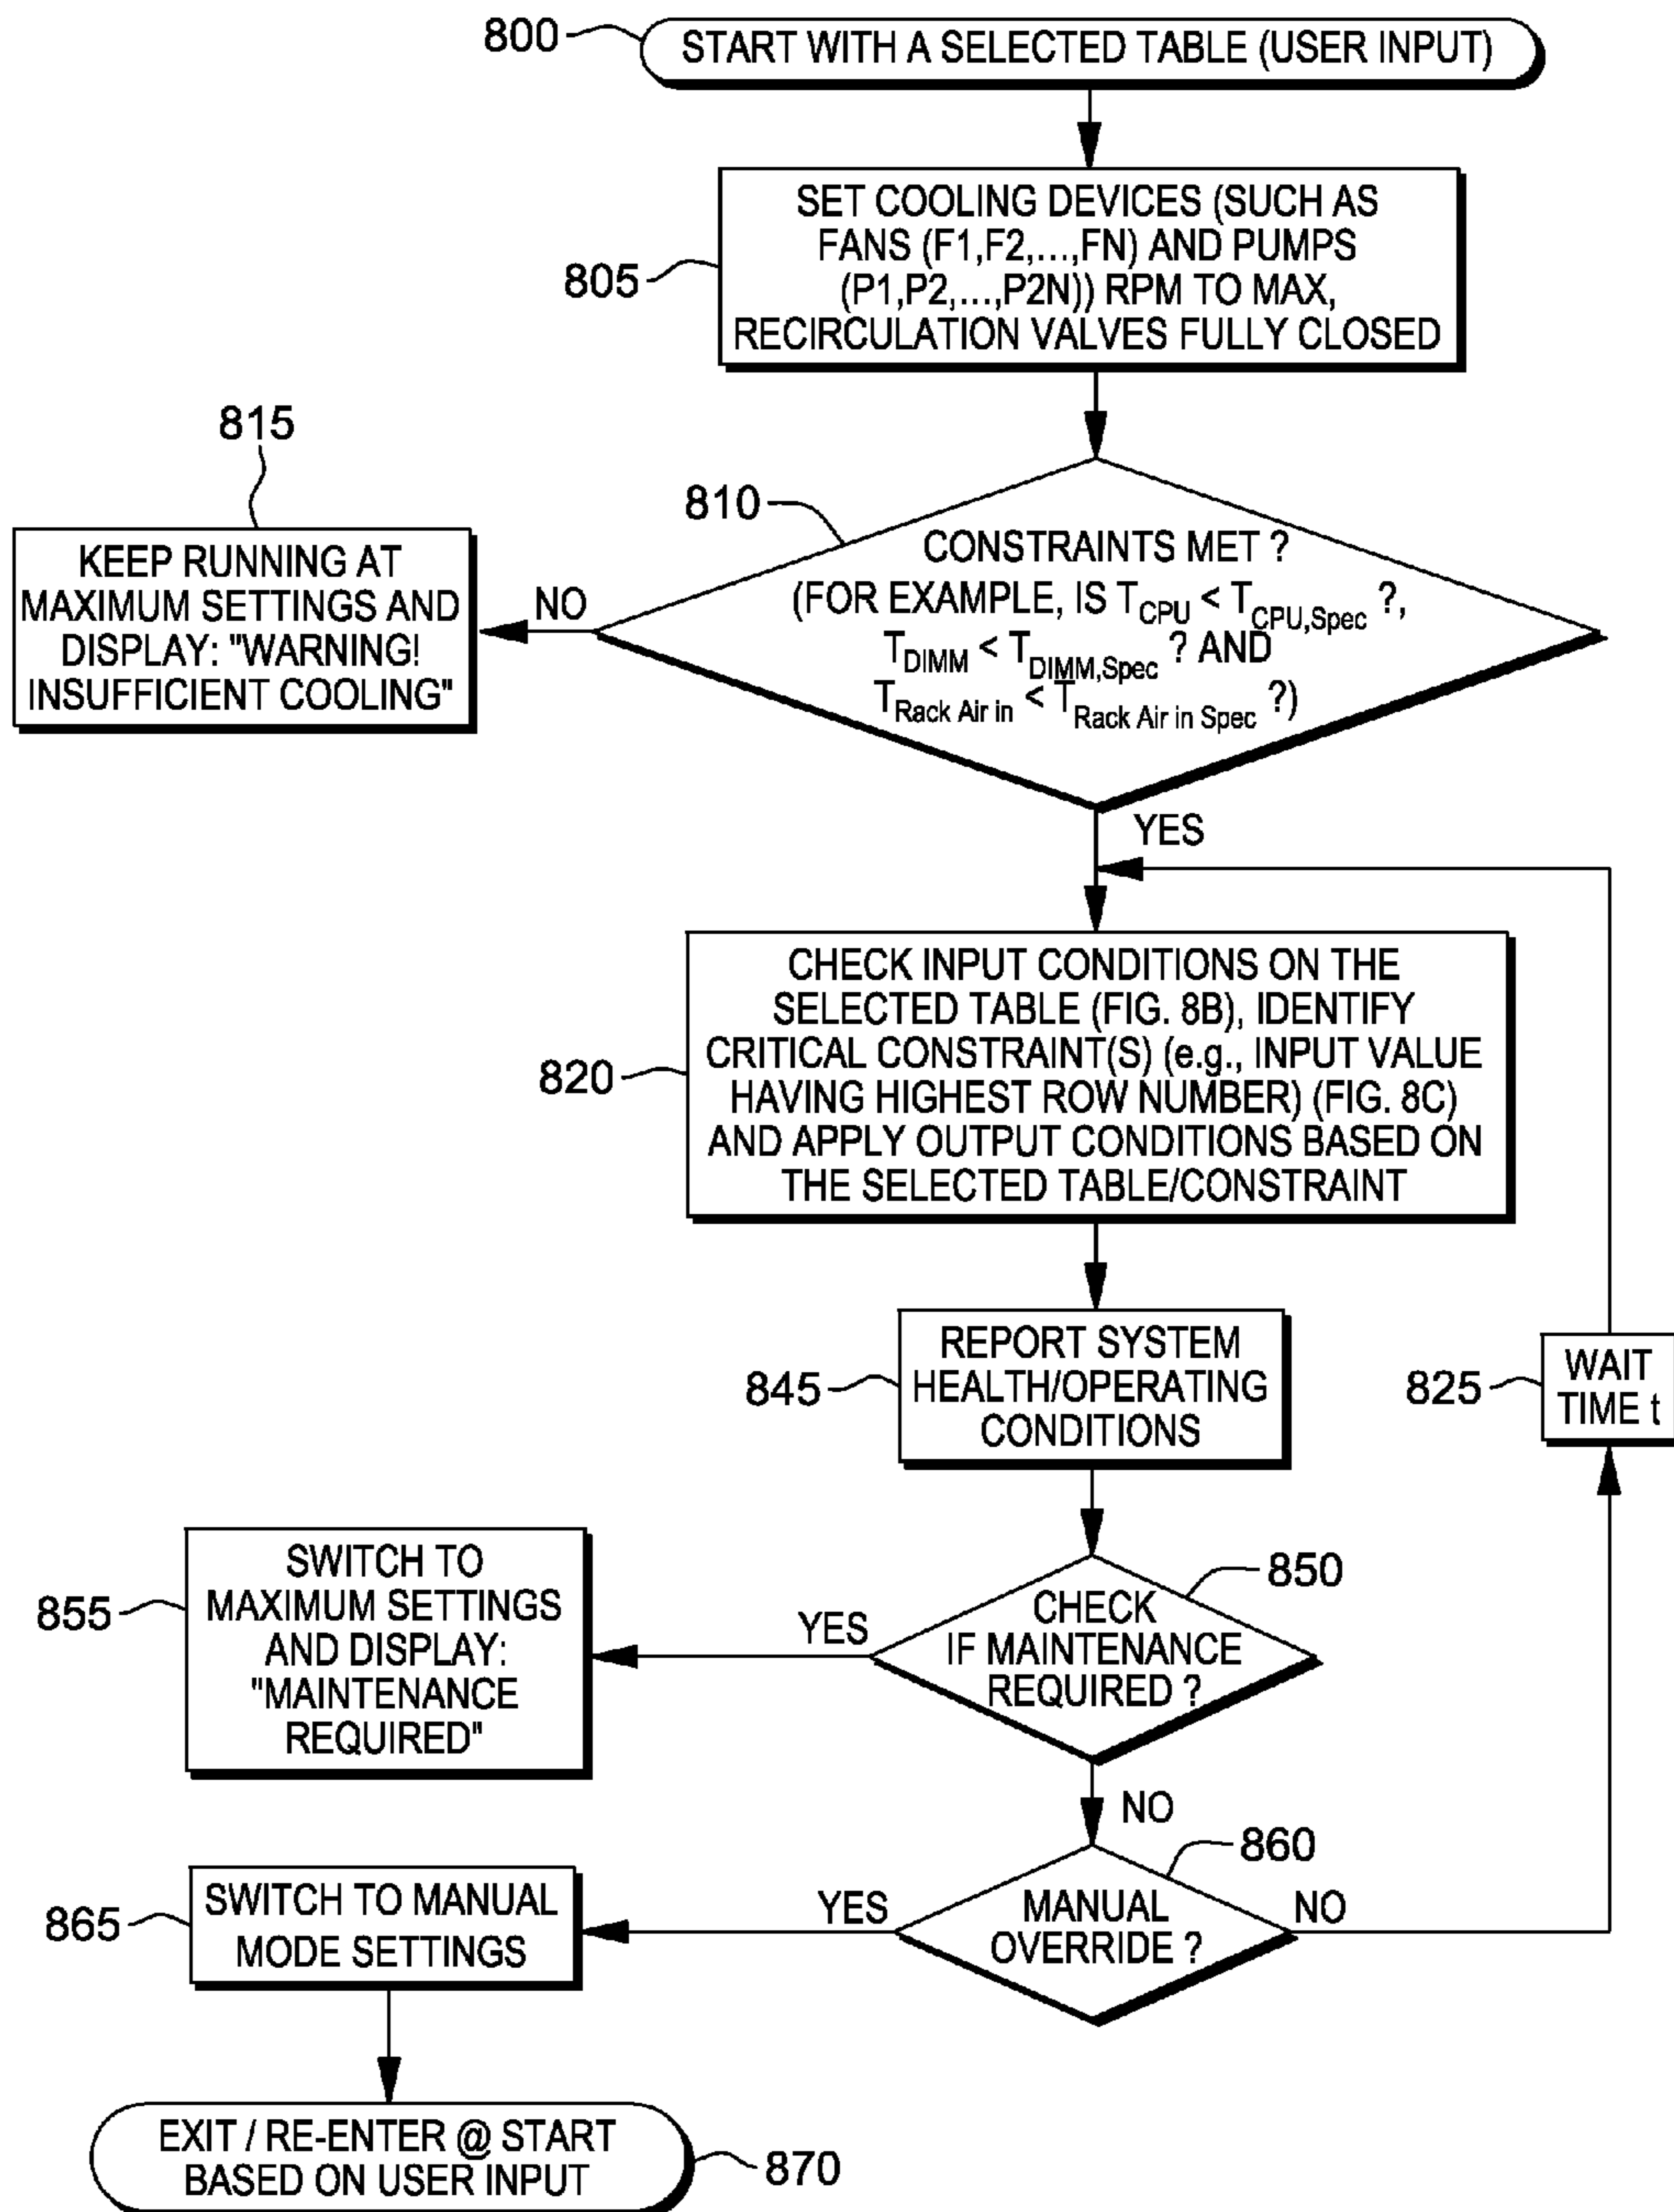 800
START WITH A SELECTED TABLE (USER INPUT)
805
SET COOLING DEVICES (SUCH AS
FANS (F1,F2,...,FN) AND PUMPS
(P1,P2,...,P2N)) RPM TO MAX,
RECIRCULATION VALVES FULLY CLOSED
815
KEEP RUNNING AT
MAXIMUM SETTINGS AND
DISPLAY: "WARNING!
INSUFFICIENT COOLING"
NO
810
CONSTRAINTS MET ?
(FOR EXAMPLE, IS T CPU < T CPU,Spec ?,
T DIMM < T DIMM,Spec ? AND
T Rack Air in < T Rack Air in Spec ?)
YES
820
CHECK INPUT CONDITIONS ON THE
SELECTED TABLE (FIG. 8B), IDENTIFY
CRITICAL CONSTRAINT(S) (e.g., INPUT VALUE
HAVING HIGHEST ROW NUMBER) (FIG. 8C)
AND APPLY OUTPUT CONDITIONS BASED ON
THE SELECTED TABLE/CONSTRAINT
845
REPORT SYSTEM
HEALTH/OPERATING
CONDITIONS
825
WAIT
TIME t
855
SWITCH TO
MAXIMUM SETTINGS
AND DISPLAY:
"MAINTENANCE
REQUIRED"
YES
850
CHECK
IF MAINTENANCE
REQUIRED ?
NO
865
SWITCH TO MANUAL
MODE SETTINGS
YES
860
MANUAL
OVERRIDE ?
NO
EXIT / RE-ENTER @ START
BASED ON USER INPUT
870